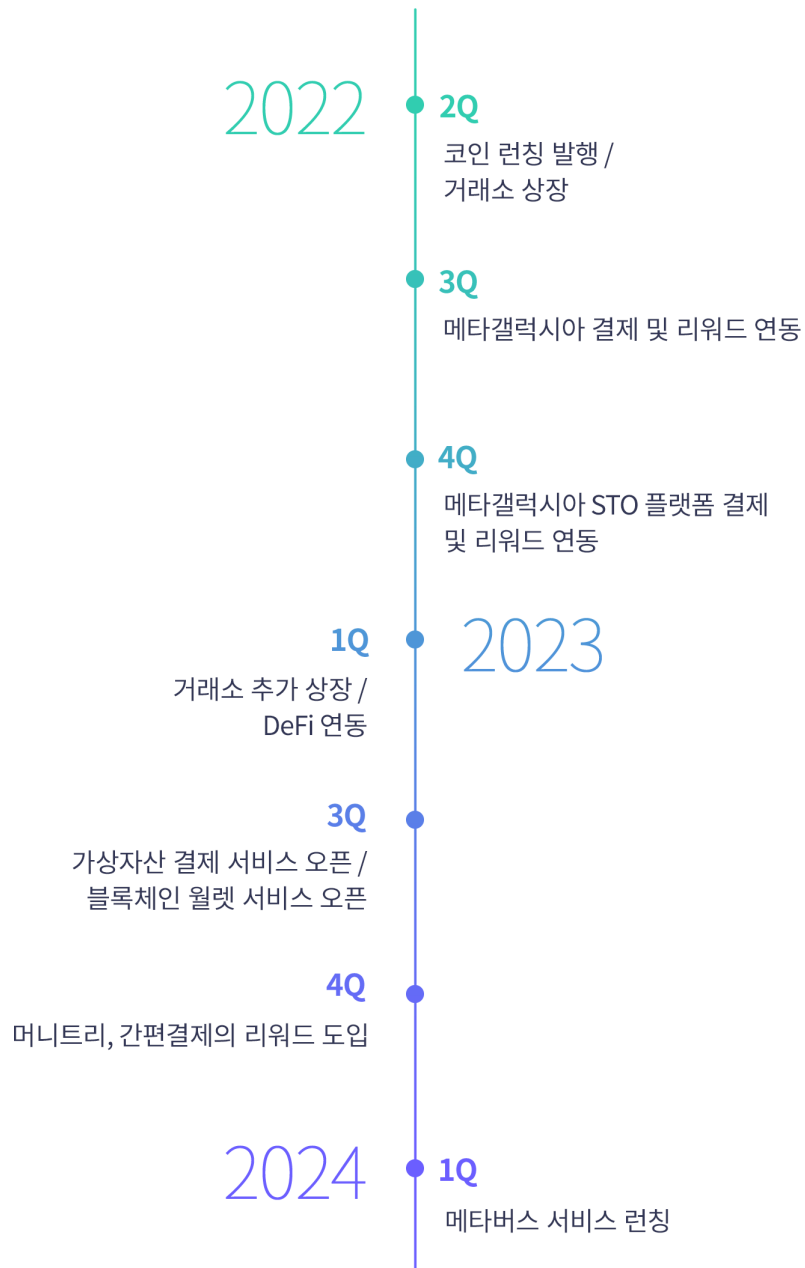 2022
2Q
코인 런칭 발행 /
거래소 상장
3Q
메타갤럭시아 결제 및 리워드 연동
4Q
메타갤럭시아 STO 플랫폼 결제
및 리워드 연동
2023
1Q
거래소 추가 상장 /
DeFi 연동
3Q
가상자산 결제 서비스 오픈 /
블록체인 월렛 서비스 오픈
4Q
머니트리, 간편결제의 리워드 도입
2024
1Q
메타버스 서비스 런칭